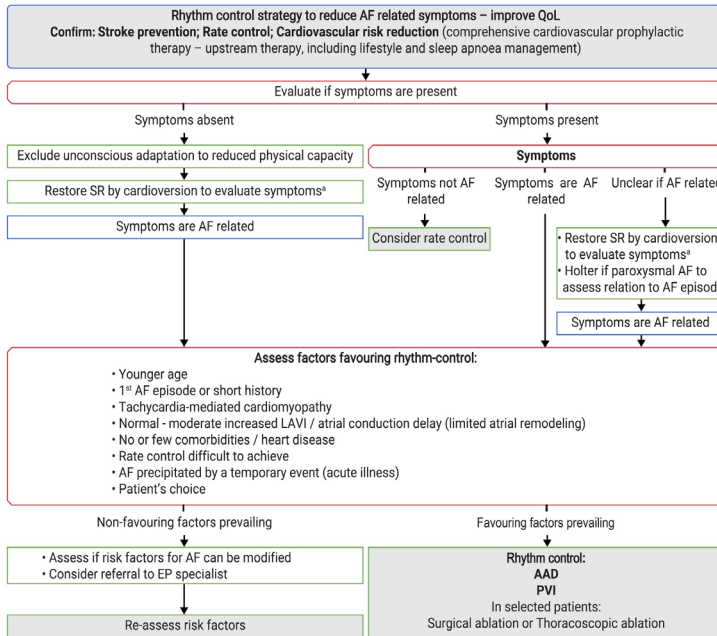 Rhythm control strategy to reduce AF related symptoms – improve QoL
Confirm: Stroke prevention; Rate control; Cardiovascular risk reduction (comprehensive cardiovascular prophylactic
therapy – upstream therapy, including lifestyle and sleep apnoea management)
Evaluate if symptoms are present
Symptoms absent
Symptoms present
Exclude unconscious adaptation to reduced physical capacity
Restore SR by cardioversion to evaluate symptomsª
Symptoms are AF related
Symptoms
Symptoms not AF
related
Symptoms are AF
related
Unclear if AF related
Consider rate control
• Restore SR by cardioversion
to evaluate symptomsª
• Holter if paroxysmal AF to
assess relation to AF episod
Symptoms are AF related
Assess factors favouring rhythm-control:
• Younger age
• 1st AF episode or short history
• Tachycardia-mediated cardiomyopathy
• Normal - moderate increased LAVI / atrial conduction delay (limited atrial remodeling)
• No or few comorbidities / heart disease
• Rate control difficult to achieve
• AF precipitated by a temporary event (acute illness)
• Patient's choice
Non-favouring factors prevailing
Favouring factors prevailing
• Assess if risk factors for AF can be modified
• Consider referral to EP specialist
Re-assess risk factors
Rhythm control:
AAD
PVI
In selected patients:
Surgical ablation or Thoracoscopic ablation